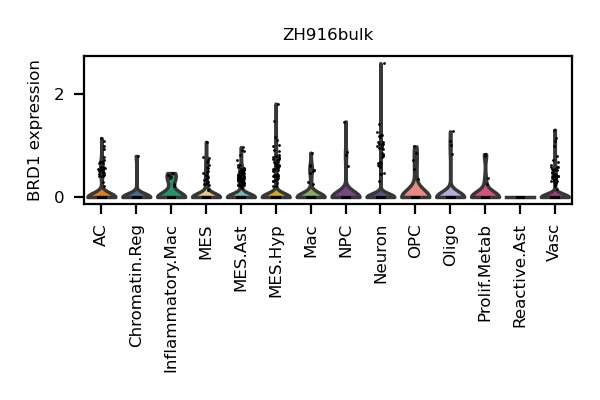 ZH916bulk
BRD1 expression
2
0
AC
Chromatin.Reg
Inflammatory.Mac
MES
MES.Ast
MES.Hyp
Mac
NPC
Neuron
OPC
Oligo
Prolif.Metab
Reactive.Ast
Vasc